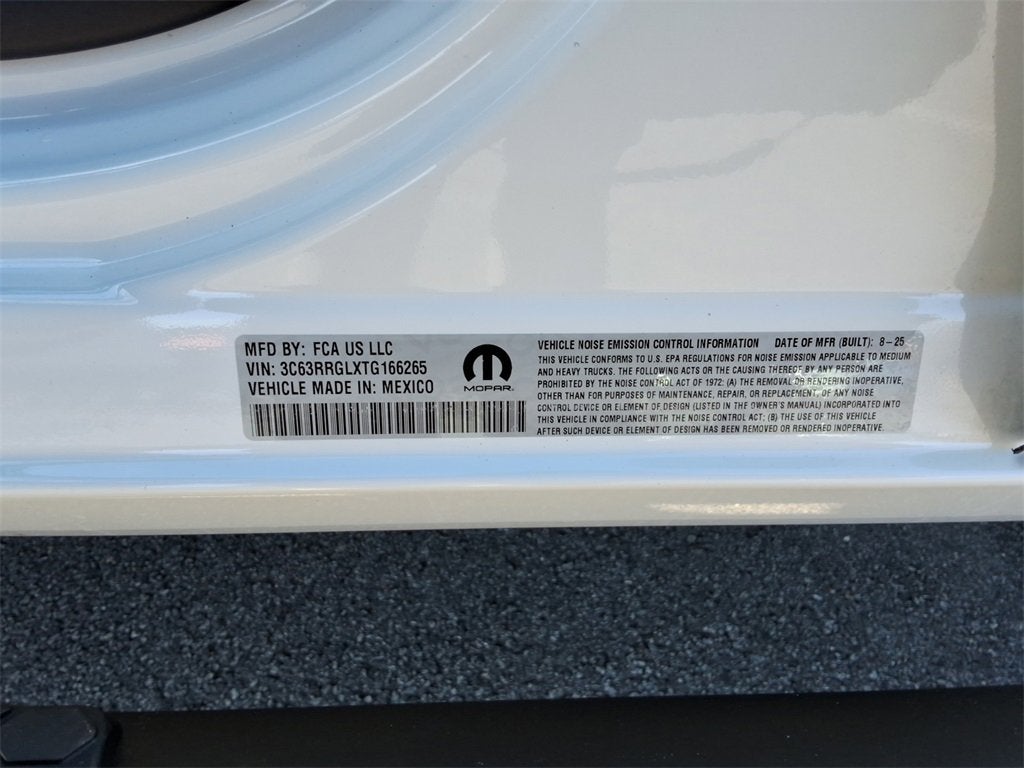 MFD BY: FCA US LLC
VIN: 3C63RRGLXTG166265
VEHICLE MADE IN: MEXICO
MOPAR
VEHICLE NOISE EMISSION CONTROL INFORMATION DATE OF MFR (BUILT): 8-25
THIS VEHICLE CONFORMS TO U.S. EPA REGULATIONS FOR NOISE EMISSION APPLICABLE TO MEDIUM
AND HEAVY TRUCKS. THE FOLLOWING ACTS OR THE CAUSING THEREOF BY ANY PERSON ARE
PROHIBITED BY THE NOISE CONTROL ACT OF 1972: (A) THE REMOVAL OR RENDERING INOPERATIVE,
OTHER THAN FOR PURPOSES OF MAINTENANCE, REPAIR, OR REPLACEMENT, OF ANY NOISE
CONTROL DEVICE OR ELEMENT OF DESIGN (LISTED IN THE OWNER'S MANUAL) INCORPORATED INTO
THIS VEHICLE IN COMPLIANCE WITH THE NOISE CONTROL ACT; (B) THE USE OF THIS VEHICLE
AFTER SUCH DEVICE OR ELEMENT OF DESIGN HAS BEEN REMOVED OR RENDERED INOPERATIVE.